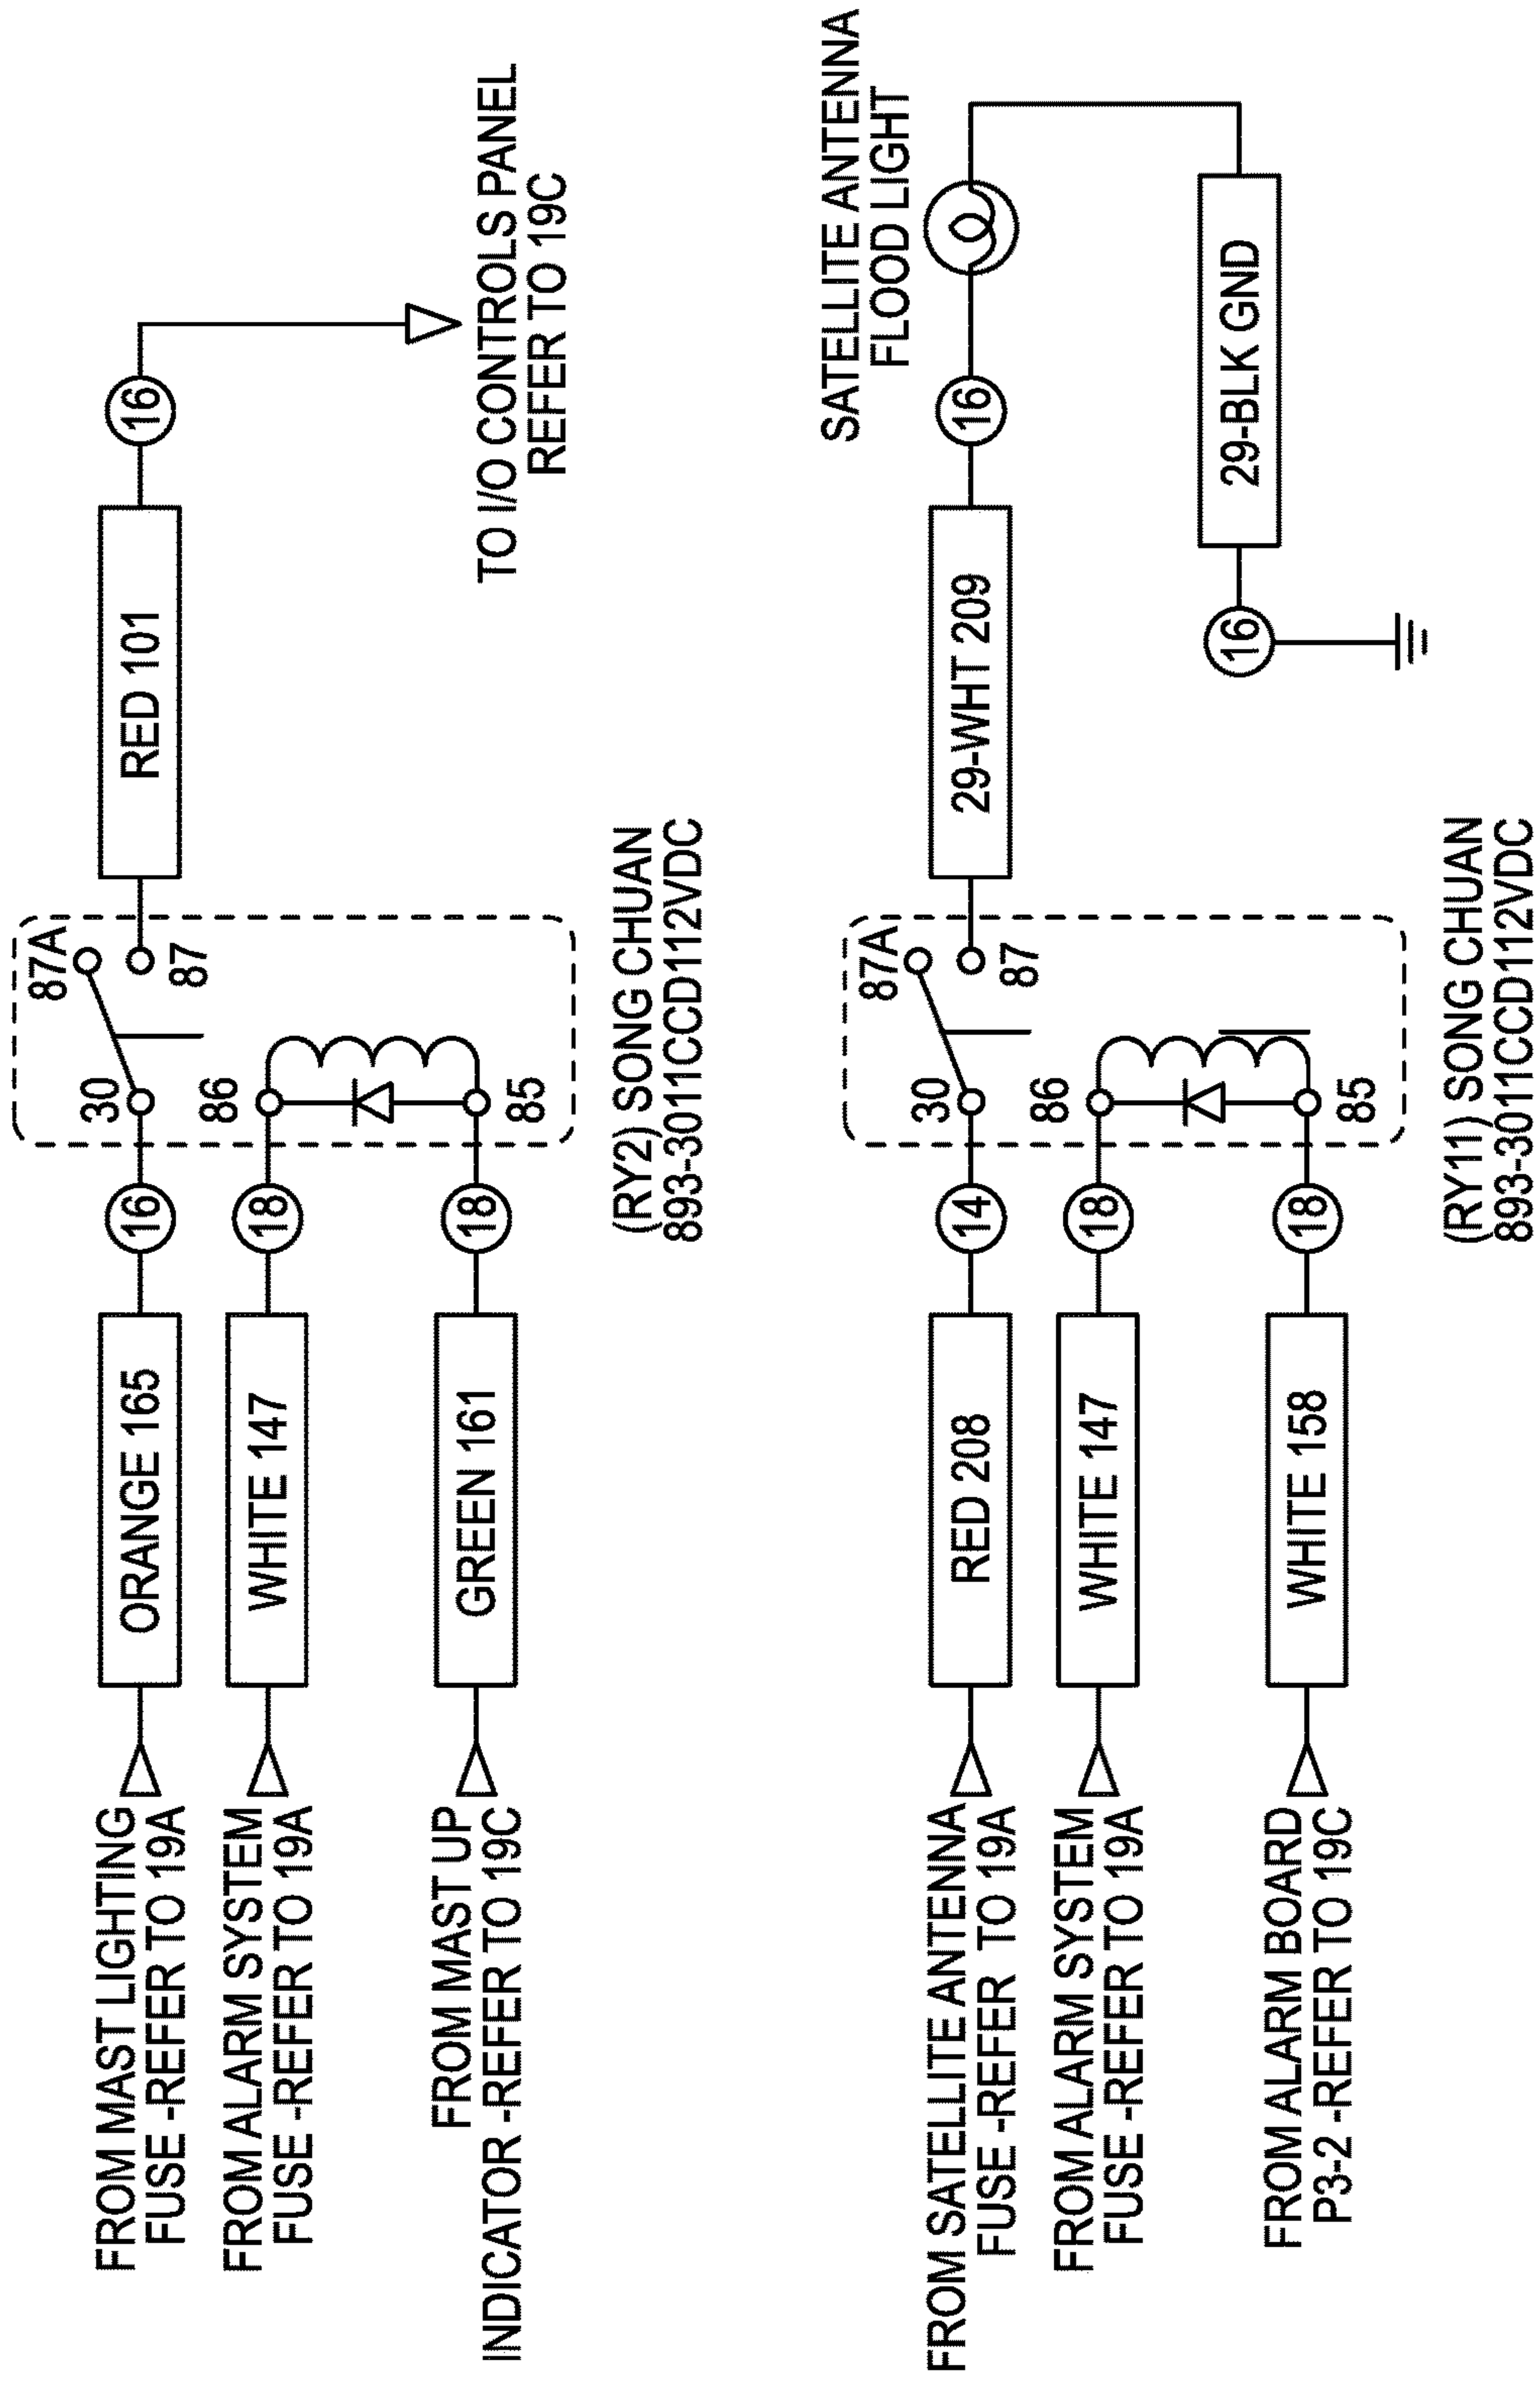 FROM MAST LIGHTING
FUSE -REFER TO 19A
ORANGE 165
16
30
87A
87
RED 101
16
TO I/O CONTROLS PANEL
REFER TO 19C
FROM ALARM SYSTEM
FUSE -REFER TO 19A
WHITE 147
18
86
FROM MAST UP
INDICATOR -REFER TO 19C
GREEN 161
18
85
(RY2) SONG CHUAN
893-3011CCD112VDC
FROM SATELLITE ANTENNA
FUSE -REFER TO 19A
RED 208
14
30
87A
87
29-WHT 209
16
SATELLITE ANTENNA
FLOOD LIGHT
FROM ALARM SYSTEM
FUSE -REFER TO 19A
WHITE 147
18
86
16
29-BLK GND
FROM ALARM BOARD
P3-2 -REFER TO 19C
WHITE 158
18
85
(RY11) SONG CHUAN
893-3011CCD112VDC